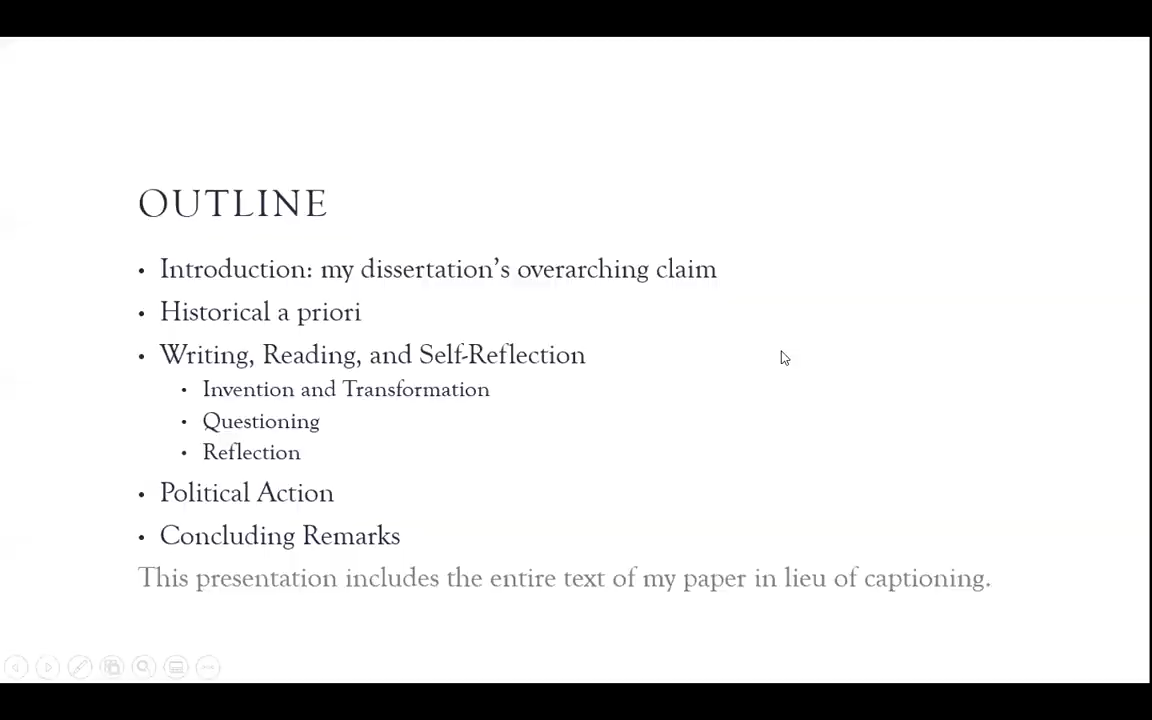 OUTLINE
• Introduction: my dissertation’s overarching claim
• Historical a priori
• Writing, Reading, and Self-Reflection
• Invention and Transformation
• Questioning
• Reflection
• Political Action
• Concluding Remarks
This presentation includes the entire text of my paper in lieu of captioning.